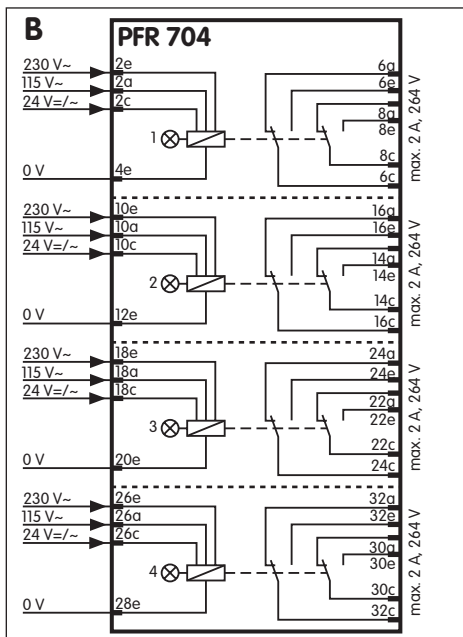 B
PFR 704
230 V~ 2e 6a
115 V~ 2a 6e
24 V=/~ 2c
8a
8e
1
8c
0 V 4e 6c
max. 2 A, 264 V
230 V~ 10e 16a
115 V~ 10a 16e
24 V=/~ 10c
14a
14e
2
14c
0 V 12e 16c
max. 2 A, 264 V
230 V~ 18e 24a
115 V~ 18a 24e
24 V=/~ 18c
22a
22e
3
22c
0 V 20e 24c
max. 2 A, 264 V
230 V~ 26e 32a
115 V~ 26a 32e
24 V=/~ 26c
30a
30e
4
30c
0 V 28e 32c
max. 2 A, 264 V